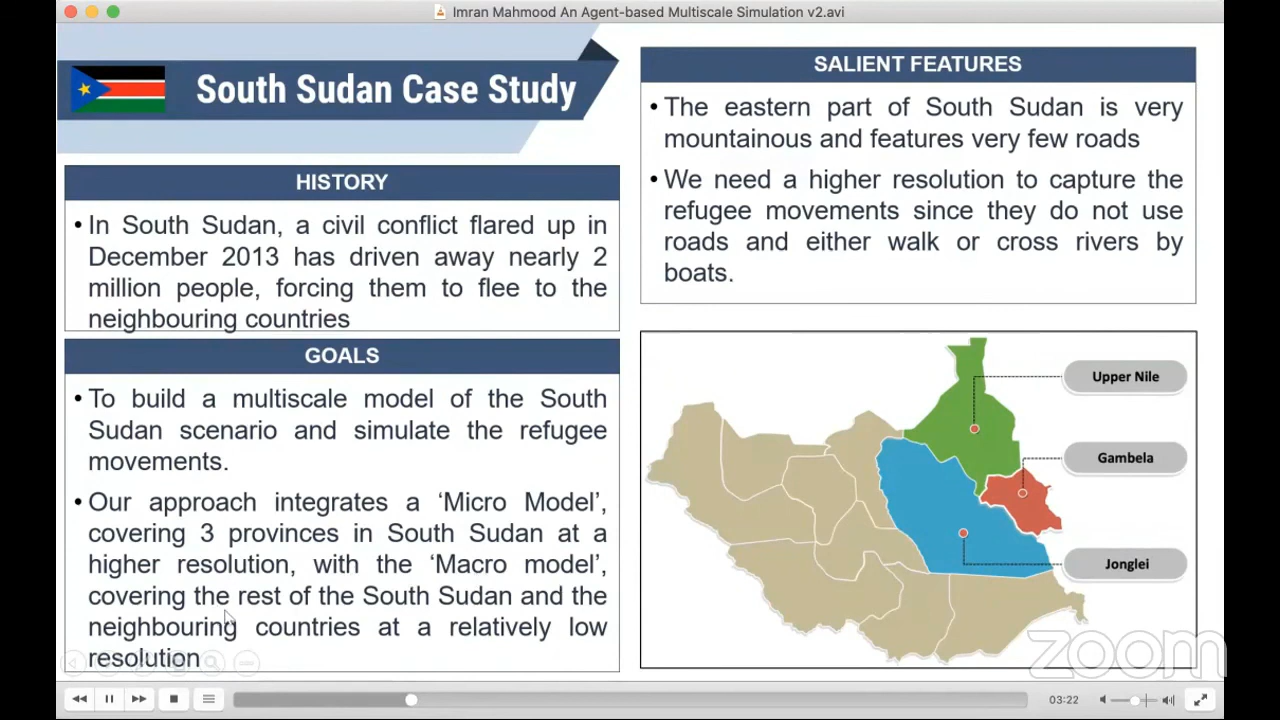 Imran Mahmood An Agent-based Multiscale Simulation v2.avi
South Sudan Case Study
HISTORY
• In South Sudan, a civil conflict flared up in
December 2013 has driven away nearly 2
million people, forcing them to flee to the
neighbouring countries
GOALS
• To build a multiscale model of the South
Sudan scenario and simulate the refugee
movements.
• Our approach integrates a ‘Micro Model’,
covering 3 provinces in South Sudan at a
higher resolution, with the ‘Macro model’,
covering the rest of the South Sudan and the
neighbouring countries at a relatively low
resolution
SALIENT FEATURES
• The eastern part of South Sudan is very
mountainous and features very few roads
• We need a higher resolution to capture the
refugee movements since they do not use
roads and either walk or cross rivers by
boats.
Upper Nile
Gambela
Jonglei
zoom
03:22